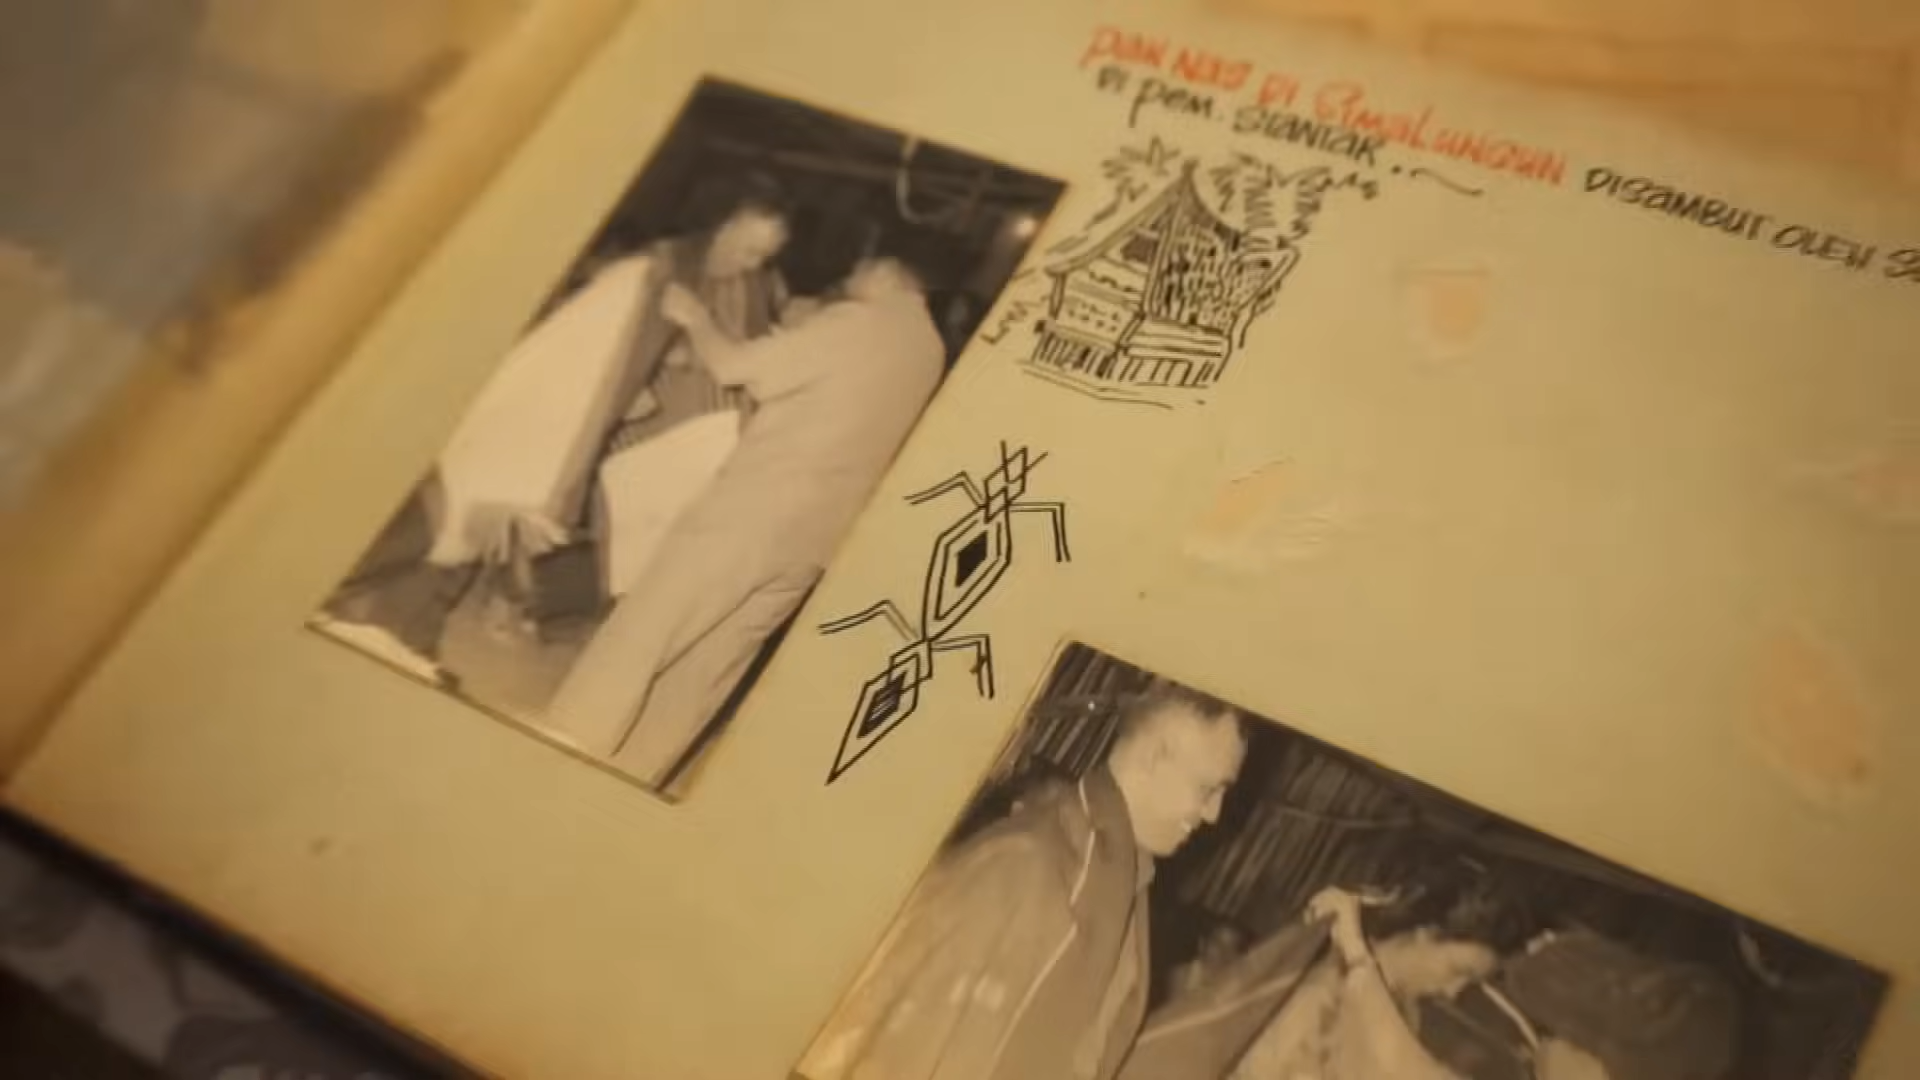 PAK NAS DI SIMALUNGUN DISAMBUT OLEH
DI PEM. SIANTAR